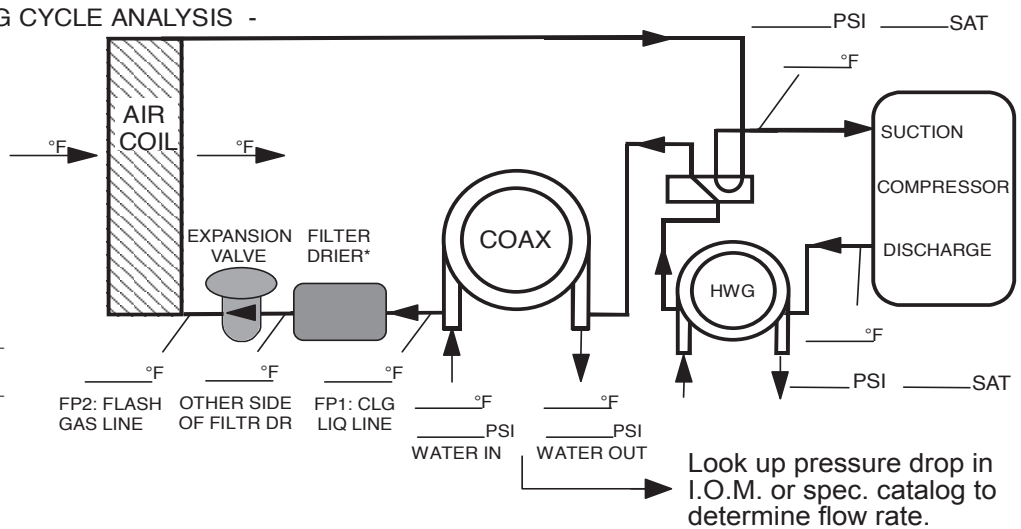 G CYCLE ANALYSIS -
PSI SAT
°F
AIR
COIL
°F °F
SUCTION
COMPRESSOR
DISCHARGE
EXPANSION
VALVE
FILTER
DRIER*
COAX
HWG
°F
PSI SAT
°F °F °F
FP2: FLASH
GAS LINE
OTHER SIDE
OF FILTR DR
FP1: CLG
LIQ LINE
°F °F
PSI PSI
WATER IN WATER OUT
Look up pressure drop in
I.O.M. or spec. catalog to
determine flow rate.